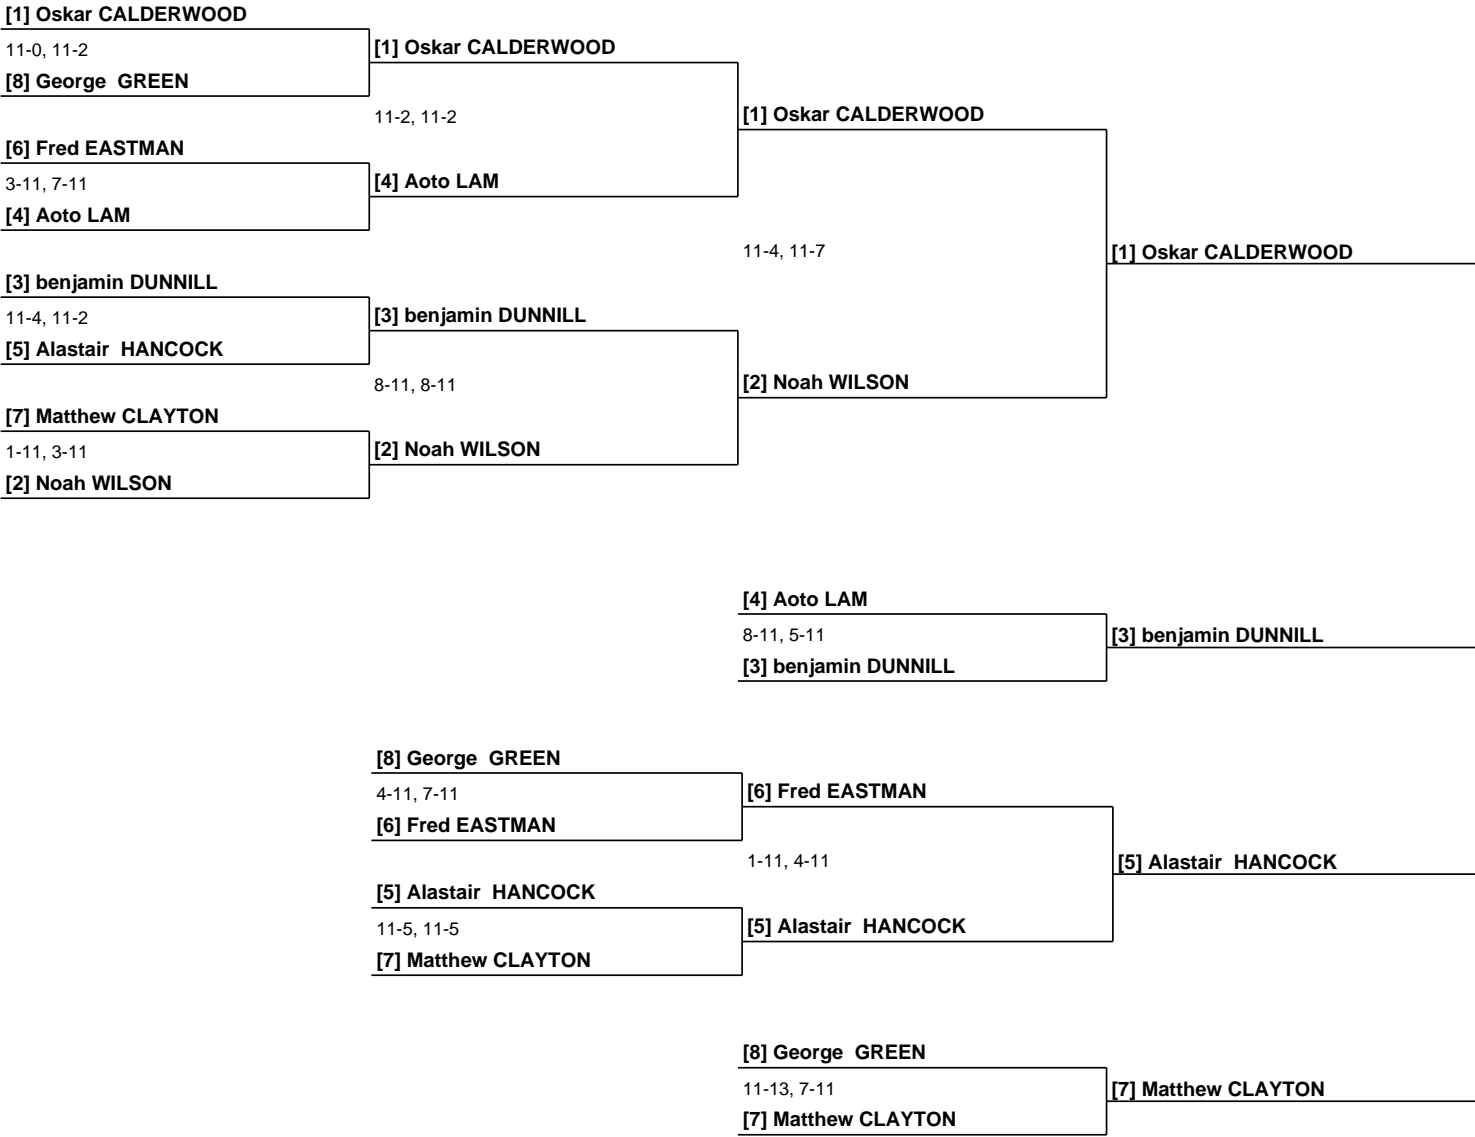 [1] Oskar CALDERWOOD
11-0, 11-2
[1] Oskar CALDERWOOD
[8] George  GREEN
11-2, 11-2
[1] Oskar CALDERWOOD
[6] Fred EASTMAN
3-11, 7-11
[4] Aoto LAM
[4] Aoto LAM
11-4, 11-7
[1] Oskar CALDERWOOD
[3] benjamin DUNNILL
11-4, 11-2
[3] benjamin DUNNILL
[5] Alastair  HANCOCK
8-11, 8-11
[2] Noah WILSON
[7] Matthew CLAYTON
1-11, 3-11
[2] Noah WILSON
[2] Noah WILSON
[4] Aoto LAM
8-11, 5-11
[3] benjamin DUNNILL
[3] benjamin DUNNILL
[8] George  GREEN
4-11, 7-11
[6] Fred EASTMAN
[6] Fred EASTMAN
1-11, 4-11
[5] Alastair  HANCOCK
[5] Alastair  HANCOCK
11-5, 11-5
[5] Alastair  HANCOCK
[7] Matthew CLAYTON
[8] George  GREEN
11-13, 7-11
[7] Matthew CLAYTON
[7] Matthew CLAYTON